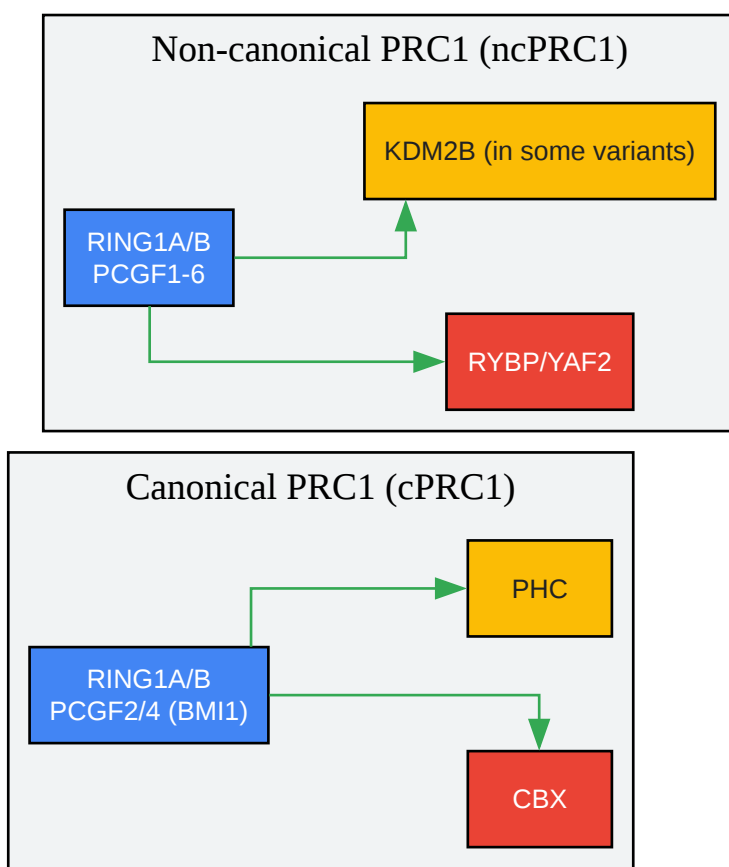 Non-canonical PRC1 (ncPRC1)
KDM2B (in some variants)
RING1A/B
PCGF1-6
RYBP/YAF2
Canonical PRC1 (cPRC1)
PHC
RING1A/B
PCGF2/4 (BMI1)
CBX